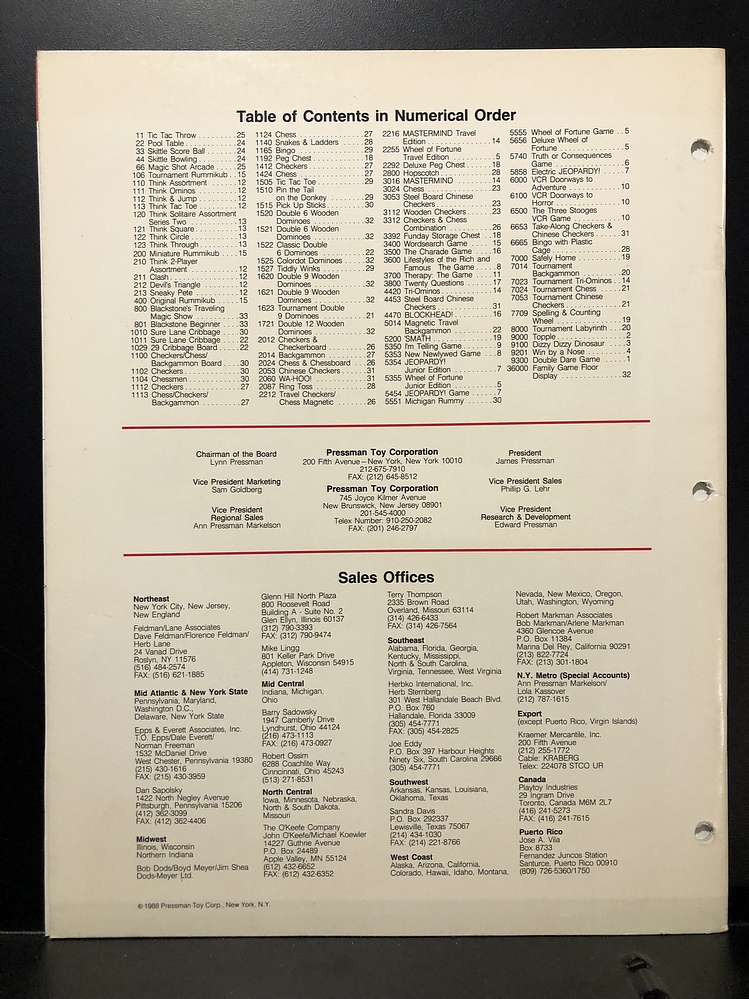 Table of Contents in Numerical Order
11 Tic Tac Throw.........25
22 Pool Table............24
33 Skittle Score Ball.....24
44 Skittle Bowling........24
66 Magic Shot Arcade....25
106 Tournament Rummikub..15
110 Think Assortment.......12
111 Think Ominos..........12
112 Think & Jump..........12
113 Think Tac Toe..........12
120 Think Solitaire Assortment
Series Two..............13
121 Think Square..........13
122 Think Circle...........13
123 Think Through.........13
200 Miniature Rummikub....15
210 Think 2-Player
Assortment.............12
211 Clash.................12
212 Devil's Triangle........12
213 Sneaky Pete...........12
400 Original Rummikub.....15
800 Blackstone's Traveling
Magic Show.............33
801 Blackstone Beginner....33
1010 Sure Lane Cribbage....30
1011 Sure Lane Cribbage....22
1029 29 Cribbage Board.....22
1100 Checkers/Chess/
Backgammon Board.....30
1102 Checkers.............30
1104 Chessmen............30
1112 Checkers.............27
1113 Chess/Checkers/
Backgammon...........27
1124 Chess................27
1140 Snakes & Ladders.....28
1165 Bingo................29
1192 Peg Chest............18
1412 Checkers.............27
1424 Chess................27
1505 Tic Tac Toe...........29
1510 Pin the Tail
on the Donkey..........29
1515 Pick Up Sticks.........30
1520 Double 6 Wooden
Dominoes..............32
1521 Double 6 Wooden
Dominoes..............32
1522 Classic Double
6 Dominoes............22
1525 Colordot Dominoes.....32
1527 Tiddly Winks..........29
1620 Double 9 Wooden
Dominoes..............32
1621 Double 9 Wooden
Dominoes..............32
1623 Tournament Double
9 Dominoes............21
1721 Double 12 Wooden
Dominoes..............32
2012 Checkers &
Checkerboard..........26
2014 Backgammon..........27
2024 Chess & Chessboard...26
2053 Chinese Checkers......31
2060 WA-HOO!.............31
2087 Ring Toss.............28
2212 Travel Checkers/
Chess Magnetic.........26
2216 MASTERMIND Travel
Edition................14
2255 Wheel of Fortune
Travel Edition...........5
2292 Deluxe Peg Chest......18
2800 Hopscotch............28
3016 MASTERMIND.........14
3024 Chess................23
3053 Steel Board Chinese
Checkers..............23
3112 Wooden Checkers......23
3312 Checkers & Chess
Combination...........26
3392 Funday Storage Chest..18
3400 Wordsearch Game.....15
3500 The Charade Game....16
3600 Lifestyles of the Rich and
Famous The Game......8
3700 Therapy: The Game....11
3800 Twenty Questions......17
4420 Tri-Ominos............14
4453 Steel Board Chinese
Checkers..............31
4470 BLOCKHEAD!.........16
5014 Magnetic Travel
Backgammon..........22
5200 'SMATH...............19
5350 I'm Telling Game.......9
5353 New Newlywed Game...8
5354 JEOPARDY!
Junior Edition...........7
5355 Wheel of Fortune
Junior Edition...........5
5454 JEOPARDY! Game......7
5551 Michigan Rummy......30
5555 Wheel of Fortune Game..5
5656 Deluxe Wheel of
Fortune................5
5740 Truth or Consequences
Game..................6
5858 Electric JEOPARDY!.....7
6000 VCR Doorways to
Adventure.............10
6100 VCR Doorways to
Horror................10
6500 The Three Stooges
VCR Game............10
6653 Take-Along Checkers &
Chinese Checkers.......21
6665 Bingo with Plastic
Cage..................28
7000 Safely Home..........19
7014 Tournament
Backgammon..........20
7023 Tournament Tri-Ominos..14
7024 Tournament Chess.....21
7053 Tournament Chinese
Checkers..............21
7709 Spelling & Counting
Wheel.................19
8000 Tournament Labyrinth...20
9000 Topple................2
9100 Dizzy Dizzy Dinosaur....3
9201 Win by a Nose.........4
9300 Double Dare Game.....1
36000 Family Game Floor
Display................32
Chairman of the Board
Lynn Pressman
Vice President Marketing
Sam Goldberg
Vice President
Regional Sales
Ann Pressman Markelson
Pressman Toy Corporation
200 Fifth Avenue—New York, New York 10010
212-675-7910
FAX: (212) 645-8512
Pressman Toy Corporation
745 Joyce Kilmer Avenue
New Brunswick, New Jersey 08901
201-545-4000
Telex Number: 910-250-2082
FAX: (201) 246-2797
President
James Pressman
Vice President Sales
Phillip G. Lehr
Vice President
Research & Development
Edward Pressman
Sales Offices
Northeast
New York City, New Jersey,
New England
Feldman/Lane Associates
Dave Feldman/Florence Feldman/
Herb Lane
24 Vanad Drive
Roslyn, NY 11576
(516) 484-2574
FAX: (516) 621-1885
Mid Atlantic & New York State
Pennsylvania, Maryland,
Washington D.C.,
Delaware, New York State
Epps & Everett Associates, Inc.
T.O. Epps/Dale Everett/
Norman Freeman
1532 McDaniel Drive
West Chester, Pennsylvania 19380
(215) 430-1616
FAX: (215) 430-3959
Dan Sapolsky
1422 North Negley Avenue
Pittsburgh, Pennsylvania 15206
(412) 362-3099
FAX: (412) 362-4406
Midwest
Illinois, Wisconsin
Northern Indiana
Bob Dods/Boyd Meyer/Jim Shea
Dods-Meyer Ltd.
Glenn Hill North Plaza
800 Roosevelt Road
Building A - Suite No. 2
Glen Ellyn, Illinois 60137
(312) 790-3393
FAX: (312) 790-9474
Mike Lingg
801 Keller Park Drive
Appleton, Wisconsin 54915
(414) 731-1248
Mid Central
Indiana, Michigan,
Ohio
Barry Sadowsky
1947 Camberly Drive
Lyndhurst, Ohio 44124
(216) 473-1113
FAX: (216) 473-0927
Robert Ossim
6288 Coachlite Way
Cinncinnati, Ohio 45243
(513) 271-8531
North Central
Iowa, Minnesota, Nebraska,
North & South Dakota,
Missouri
The O'Keefe Company
John O'Keefe/Michael Koewler
14227 Guthrie Avenue
P.O. Box 24489
Apple Valley, MN 55124
(612) 432-6652
FAX: (612) 432-6352
Terry Thompson
2335 Brown Road
Overland, Missouri 63114
(314) 426-6433
FAX: (314) 426-7564
Southeast
Alabama, Florida, Georgia,
Kentucky, Mississippi,
North & South Carolina,
Virginia, Tennessee, West Virginia
Herbko International, Inc.
Herb Sternberg
301 West Hallandale Beach Blvd.
P.O. Box 760
Hallandale, Florida 33009
(305) 454-7771
FAX: (305) 454-2825
Joe Eddy
P.O. Box 397 Harbour Heights
Ninety Six, South Carolina 29666
(305) 454-7771
Southwest
Arkansas, Kansas, Louisiana,
Oklahoma, Texas
Sandra Davis
P.O. Box 292337
Lewisville, Texas 75067
(214) 434-1030
FAX: (214) 221-8766
West Coast
Alaska, Arizona, California,
Colorado, Hawaii, Idaho, Montana,
Nevada, New Mexico, Oregon,
Utah, Washington, Wyoming
Robert Markman Associates
Bob Markman/Arlene Markman
4360 Glencoe Avenue
P.O. Box 11384
Marina Del Rey, California 90291
(213) 822-7724
FAX: (213) 301-1804
N.Y. Metro (Special Accounts)
Ann Pressman Markelson/
Lola Kassover
(212) 787-1615
Export
(except Puerto Rico, Virgin Islands)
Kraemer Mercantile, Inc.
200 Fifth Avenue
(212) 255-1772
Cable: KRABERG
Telex: 224078 STCO UR
Canada
Playtoy Industries
29 Ingram Drive
Toronto, Canada M6M 2L7
(416) 241-5273
FAX: (416) 241-7615
Puerto Rico
Jose A. Vila
Box 8733
Fernandez Juncos Station
Santurce, Puerto Rico 00910
(809) 726-5360/1750
© 1988 Pressman Toy Corp., New York, N.Y.